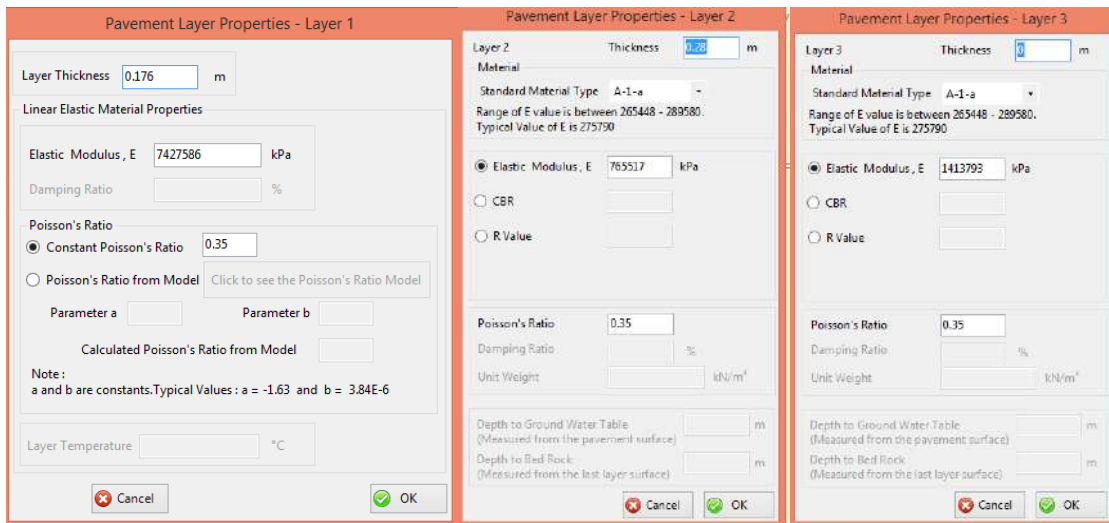 Pavement Layer Properties - Layer 1
Layer Thickness 0.176 m
Linear Elastic Material Properties
Elastic Modulus , E 7427586 kPa
Damping Ratio %
Poisson's Ratio
Constant Poisson's Ratio 0.35
Poisson's Ratio from Model Click to see the Poisson's Ratio Model
Parameter a Parameter b
Calculated Poisson's Ratio from Model
Note :
a and b are constants.Typical Values : a = -1.63 and b = 3.84E-6
Layer Temperature °C
Cancel OK
Pavement Layer Properties - Layer 2
Layer 2 Thickness 0.28 m
Material
Standard Material Type A-1-a
Range of E value is between 265448 - 289580.
Typical Value of E is 275790
Elastic Modulus , E 765517 kPa
CBR
R Value
Poisson's Ratio 0.35
Damping Ratio %
Unit Weight kN/m³
Depth to Ground Water Table m
(Measured from the pavement surface)
Depth to Bed Rock m
(Measured from the last layer surface)
Cancel OK
Pavement Layer Properties - Layer 3
Layer 3 Thickness 0 m
Material
Standard Material Type A-1-a
Range of E value is between 265448 - 289580.
Typical Value of E is 275790
Elastic Modulus , E 1413793 kPa
CBR
R Value
Poisson's Ratio 0.35
Damping Ratio %
Unit Weight kN/m³
Depth to Ground Water Table m
(Measured from the pavement surface)
Depth to Bed Rock m
(Measured from the last layer surface)
Cancel OK